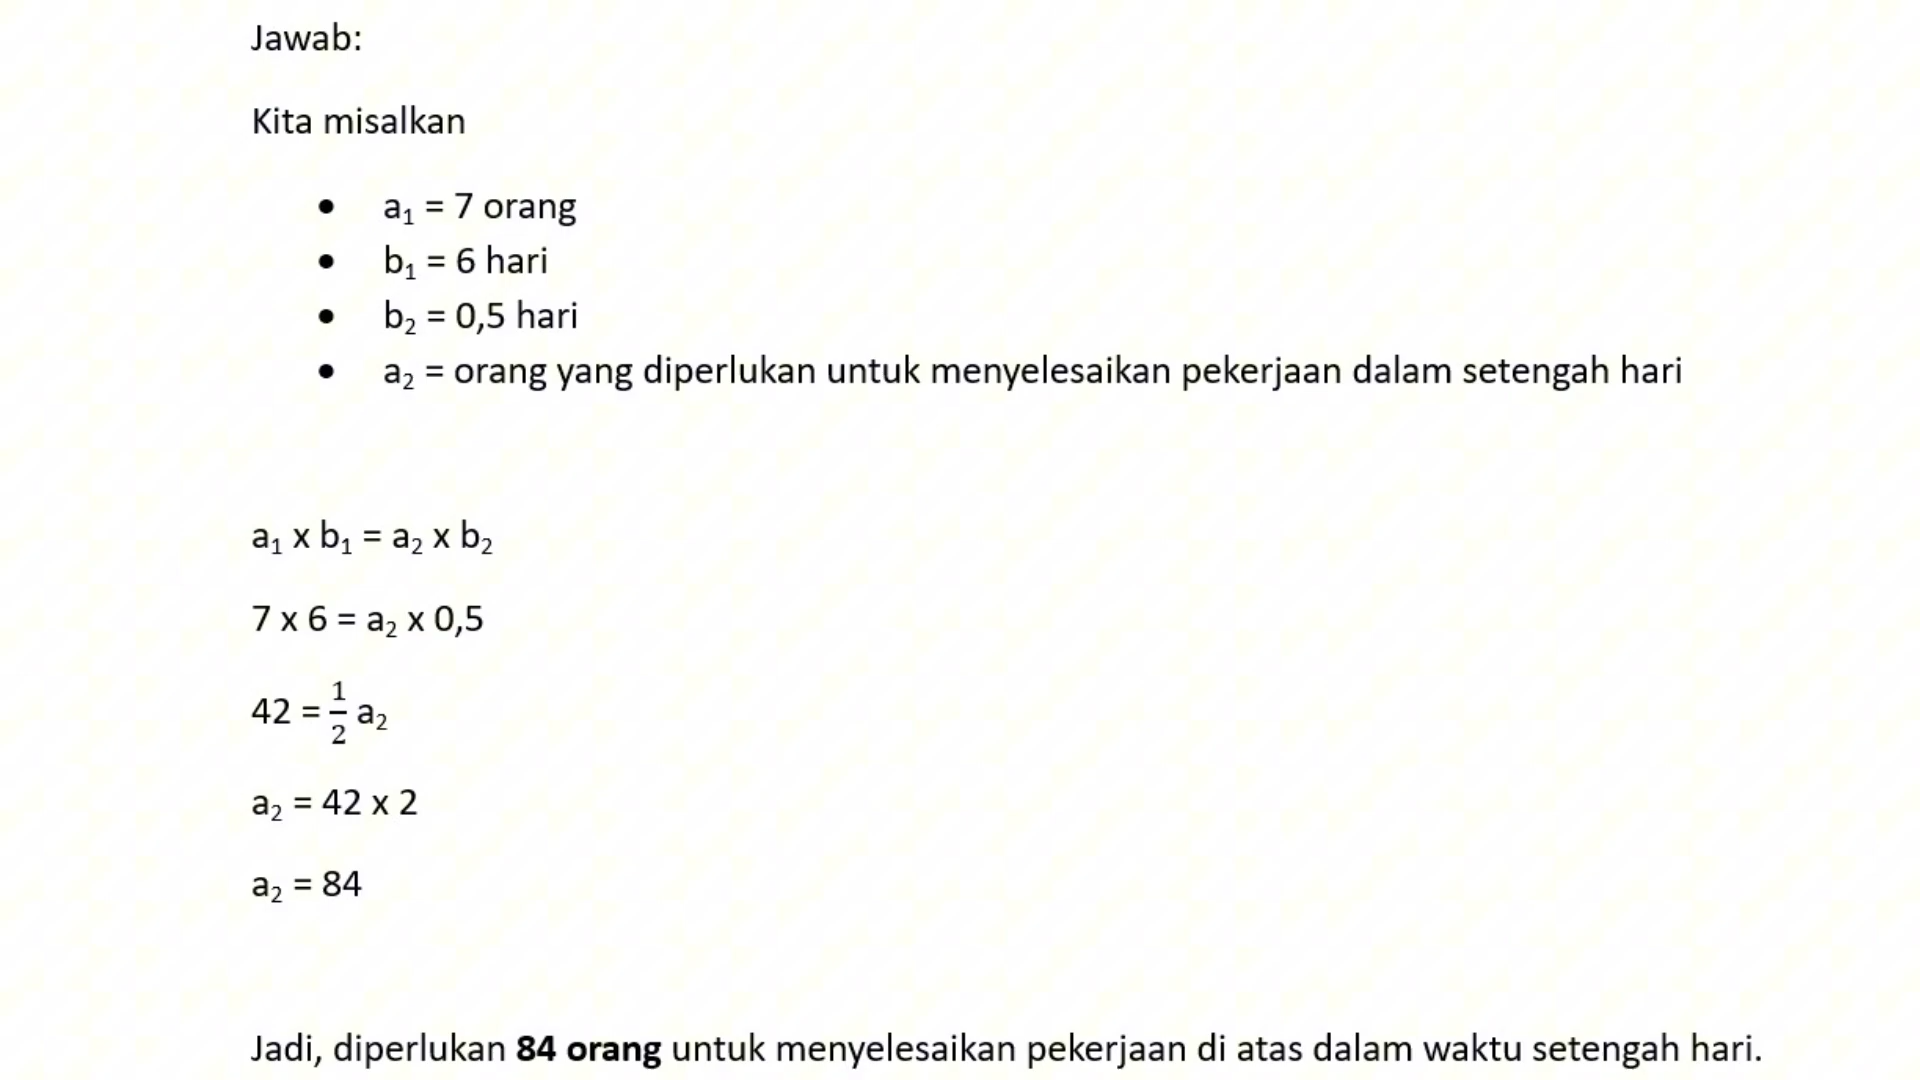 Jawab:
Kita misalkan
• a₁ = 7 orang
• b₁ = 6 hari
• b₂ = 0,5 hari
• a₂ = orang yang diperlukan untuk menyelesaikan pekerjaan dalam setengah hari
a₁ x b₁ = a₂ x b₂
7 x 6 = a₂ x 0,5
42 = 1/2 a₂
a₂ = 42 x 2
a₂ = 84
Jadi, diperlukan 84 orang untuk menyelesaikan pekerjaan di atas dalam waktu setengah hari.